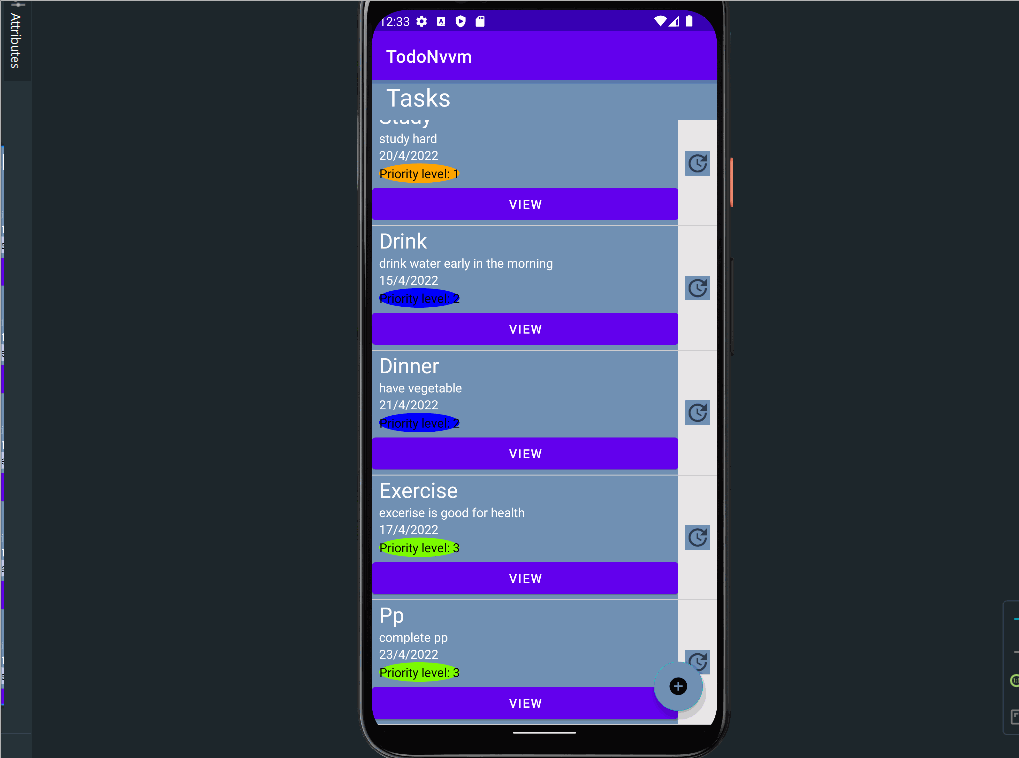 Attributes
12:33
TodoNvvm
Tasks
Study
study hard
20/4/2022
Priority level: 1
VIEW
Drink
drink water early in the morning
15/4/2022
Priority level: 2
VIEW
Dinner
have vegetable
21/4/2022
Priority level: 2
VIEW
Exercise
excerise is good for health
17/4/2022
Priority level: 3
VIEW
Pp
complete pp
23/4/2022
Priority level: 3
VIEW